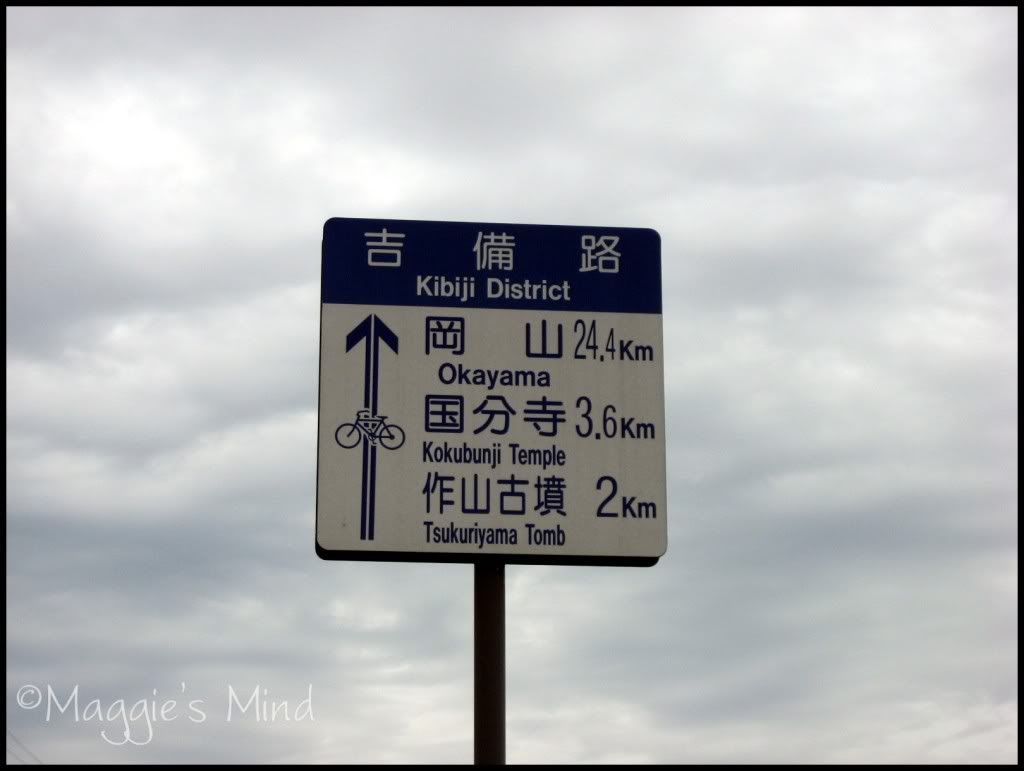 吉備路
Kibiji District
岡山 24.4Km
Okayama
国分寺 3.6Km
Kokubunji Temple
作山古墳 2Km
Tsukuriyama Tomb
©Maggie's Mind